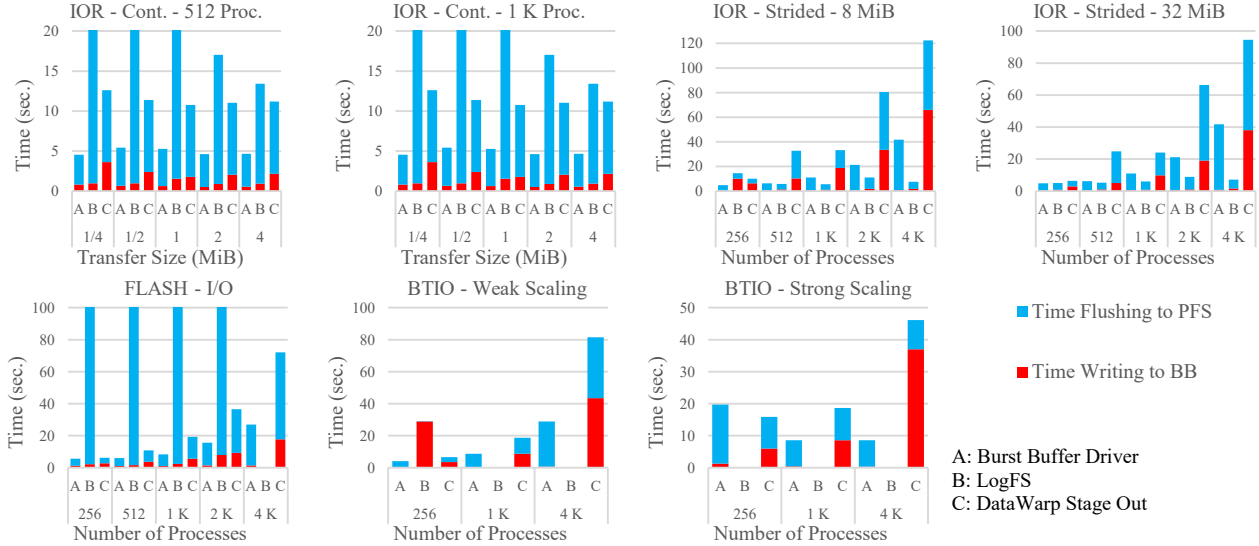 IOR - Cont. - 512 Proc.
Time (sec.)
20
15
10
5
0
A B C A B C A B C A B C A B C
1/4 1/2 1 2 4
Transfer Size (MiB)
IOR - Cont. - 1 K Proc.
Time (sec.)
20
15
10
5
0
A B C A B C A B C A B C A B C
1/4 1/2 1 2 4
Transfer Size (MiB)
IOR - Strided - 8 MiB
Time (sec.)
120
100
80
60
40
20
0
A B C A B C A B C A B C A B C
256 512 1 K 2 K 4 K
Number of Processes
IOR - Strided - 32 MiB
Time (sec.)
100
80
60
40
20
0
A B C A B C A B C A B C A B C
256 512 1 K 2 K 4 K
Number of Processes
FLASH - I/O
Time (sec.)
100
80
60
40
20
0
A B C A B C A B C A B C A B C
256 512 1 K 2 K 4 K
Number of Processes
BTIO - Weak Scaling
Time (sec.)
100
80
60
40
20
0
A B C A B C A B C
256 1 K 4 K
Number of Processes
BTIO - Strong Scaling
Time (sec.)
50
40
30
20
10
0
A B C A B C A B C
256 1 K 4 K
Number of Processes
Time Flushing to PFS
Time Writing to BB
A: Burst Buffer Driver
B: LogFS
C: DataWarp Stage Out